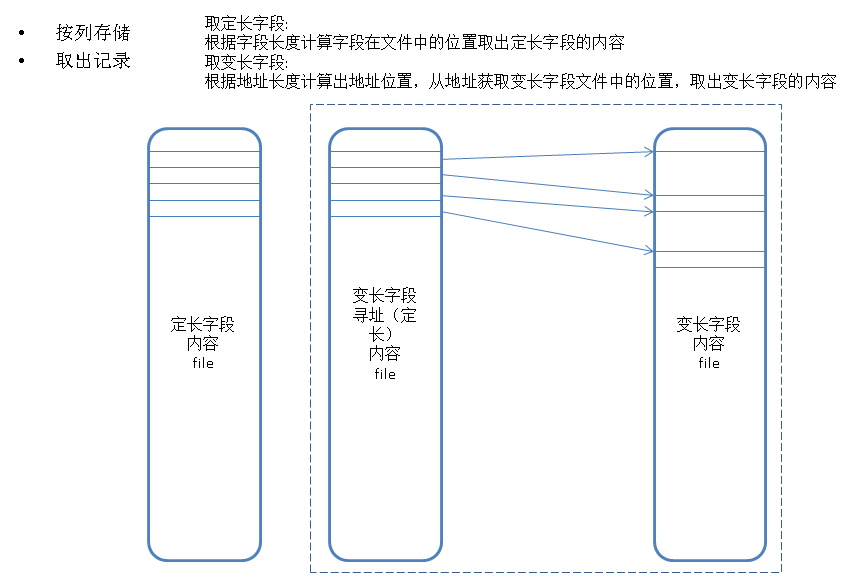 按列存储
取出记录
取定长字段:
根据字段长度计算字段在文件中的位置取出定长字段的内容
取变长字段:
根据地址长度计算出地址位置，从地址获取变长字段文件中的位置，取出变长字段的内容
定长字段
内容
file
变长字段
寻址（定
长）
内容
file
变长字段
内容
file